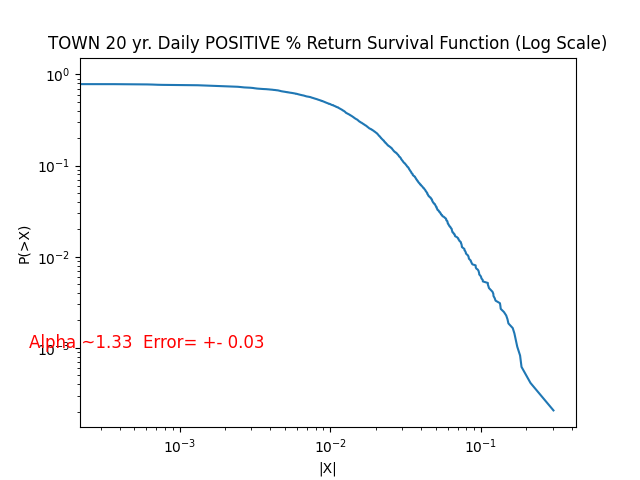 TOWN 20 yr. Daily POSITIVE % Return Survival Function (Log Scale)
10⁰
10⁻¹
P(>X)
10⁻²
10⁻³
Alpha ~1.33 Error= +- 0.03
10⁻³
10⁻²
10⁻¹
|X|